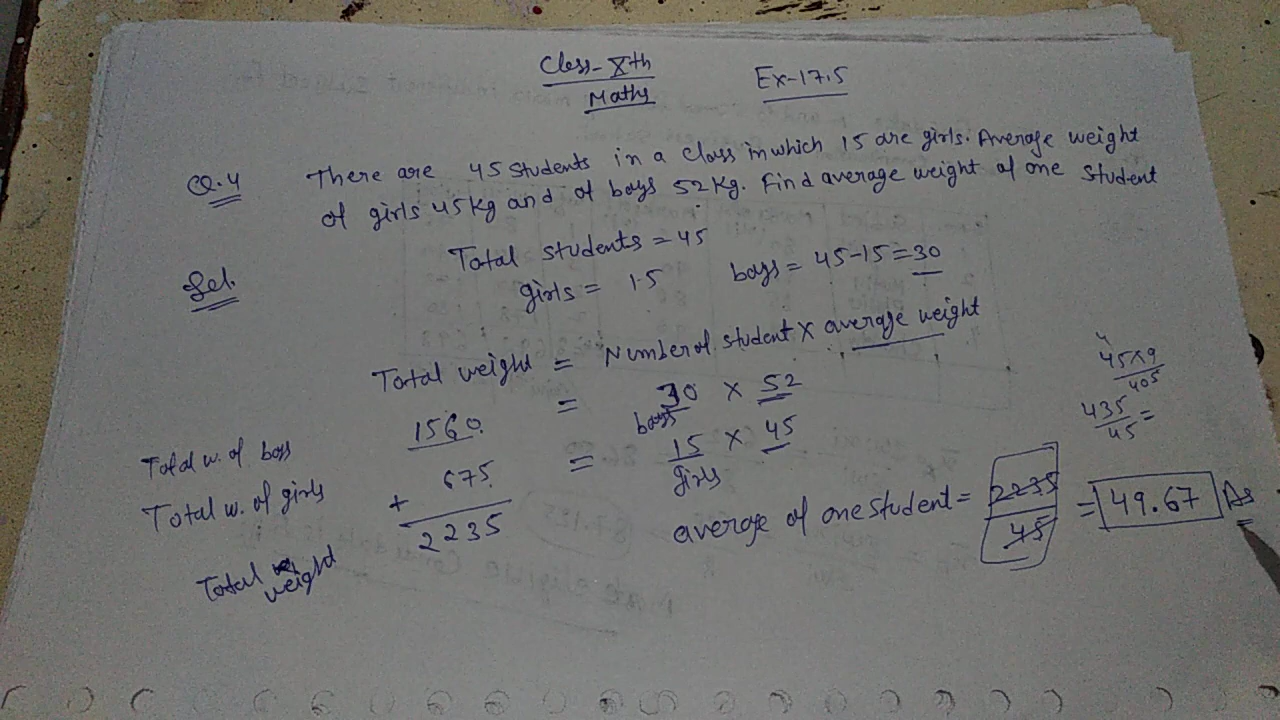 Class-Xth Ex-17.5
Maths
Q.4 There are 45 students in a class in which 15 are girls. Average weight
of girls 45 kg and of boys 52 kg. Find average weight of one student
Sol. Total students = 45
girls = 15 boys = 45-15=30
Total weight = Number of student × average weight
Total w. of boys 1560 = 30 × 52
boys
Total w. of girls + 675 = 15 × 45
girls
Total weight 2235
average of one student = 2235/45 = 49.67 As
45×9
405
435/45 =